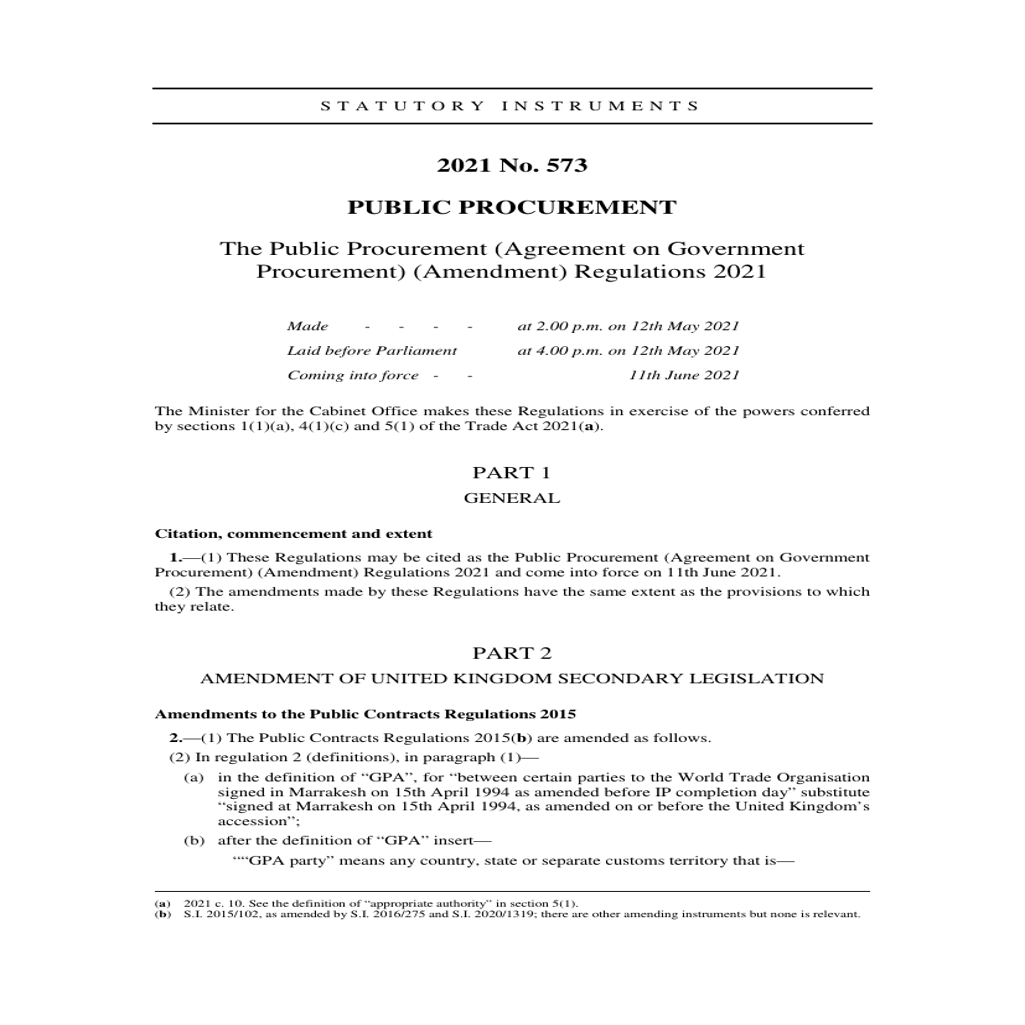 STATUTORY INSTRUMENTS
2021 No. 573
PUBLIC PROCUREMENT
The Public Procurement (Agreement on Government
Procurement) (Amendment) Regulations 2021
Made - - - - at 2.00 p.m. on 12th May 2021
Laid before Parliament at 4.00 p.m. on 12th May 2021
Coming into force - - 11th June 2021
The Minister for the Cabinet Office makes these Regulations in exercise of the powers conferred
by sections 1(1)(a), 4(1)(c) and 5(1) of the Trade Act 2021(a).
PART 1
GENERAL
Citation, commencement and extent
1.—(1) These Regulations may be cited as the Public Procurement (Agreement on Government
Procurement) (Amendment) Regulations 2021 and come into force on 11th June 2021.
(2) The amendments made by these Regulations have the same extent as the provisions to which
they relate.
PART 2
AMENDMENT OF UNITED KINGDOM SECONDARY LEGISLATION
Amendments to the Public Contracts Regulations 2015
2.—(1) The Public Contracts Regulations 2015(b) are amended as follows.
(2) In regulation 2 (definitions), in paragraph (1)—
(a) in the definition of “GPA”, for “between certain parties to the World Trade Organisation
signed in Marrakesh on 15th April 1994 as amended before IP completion day” substitute
“signed at Marrakesh on 15th April 1994, as amended on or before the United Kingdom’s
accession”;
(b) after the definition of “GPA” insert—
““GPA party” means any country, state or separate customs territory that is—
(a) 2021 c. 10. See the definition of “appropriate authority” in section 5(1).
(b) S.I. 2015/102, as amended by S.I. 2016/275 and S.I. 2020/1319; there are other amending instruments but none is relevant.